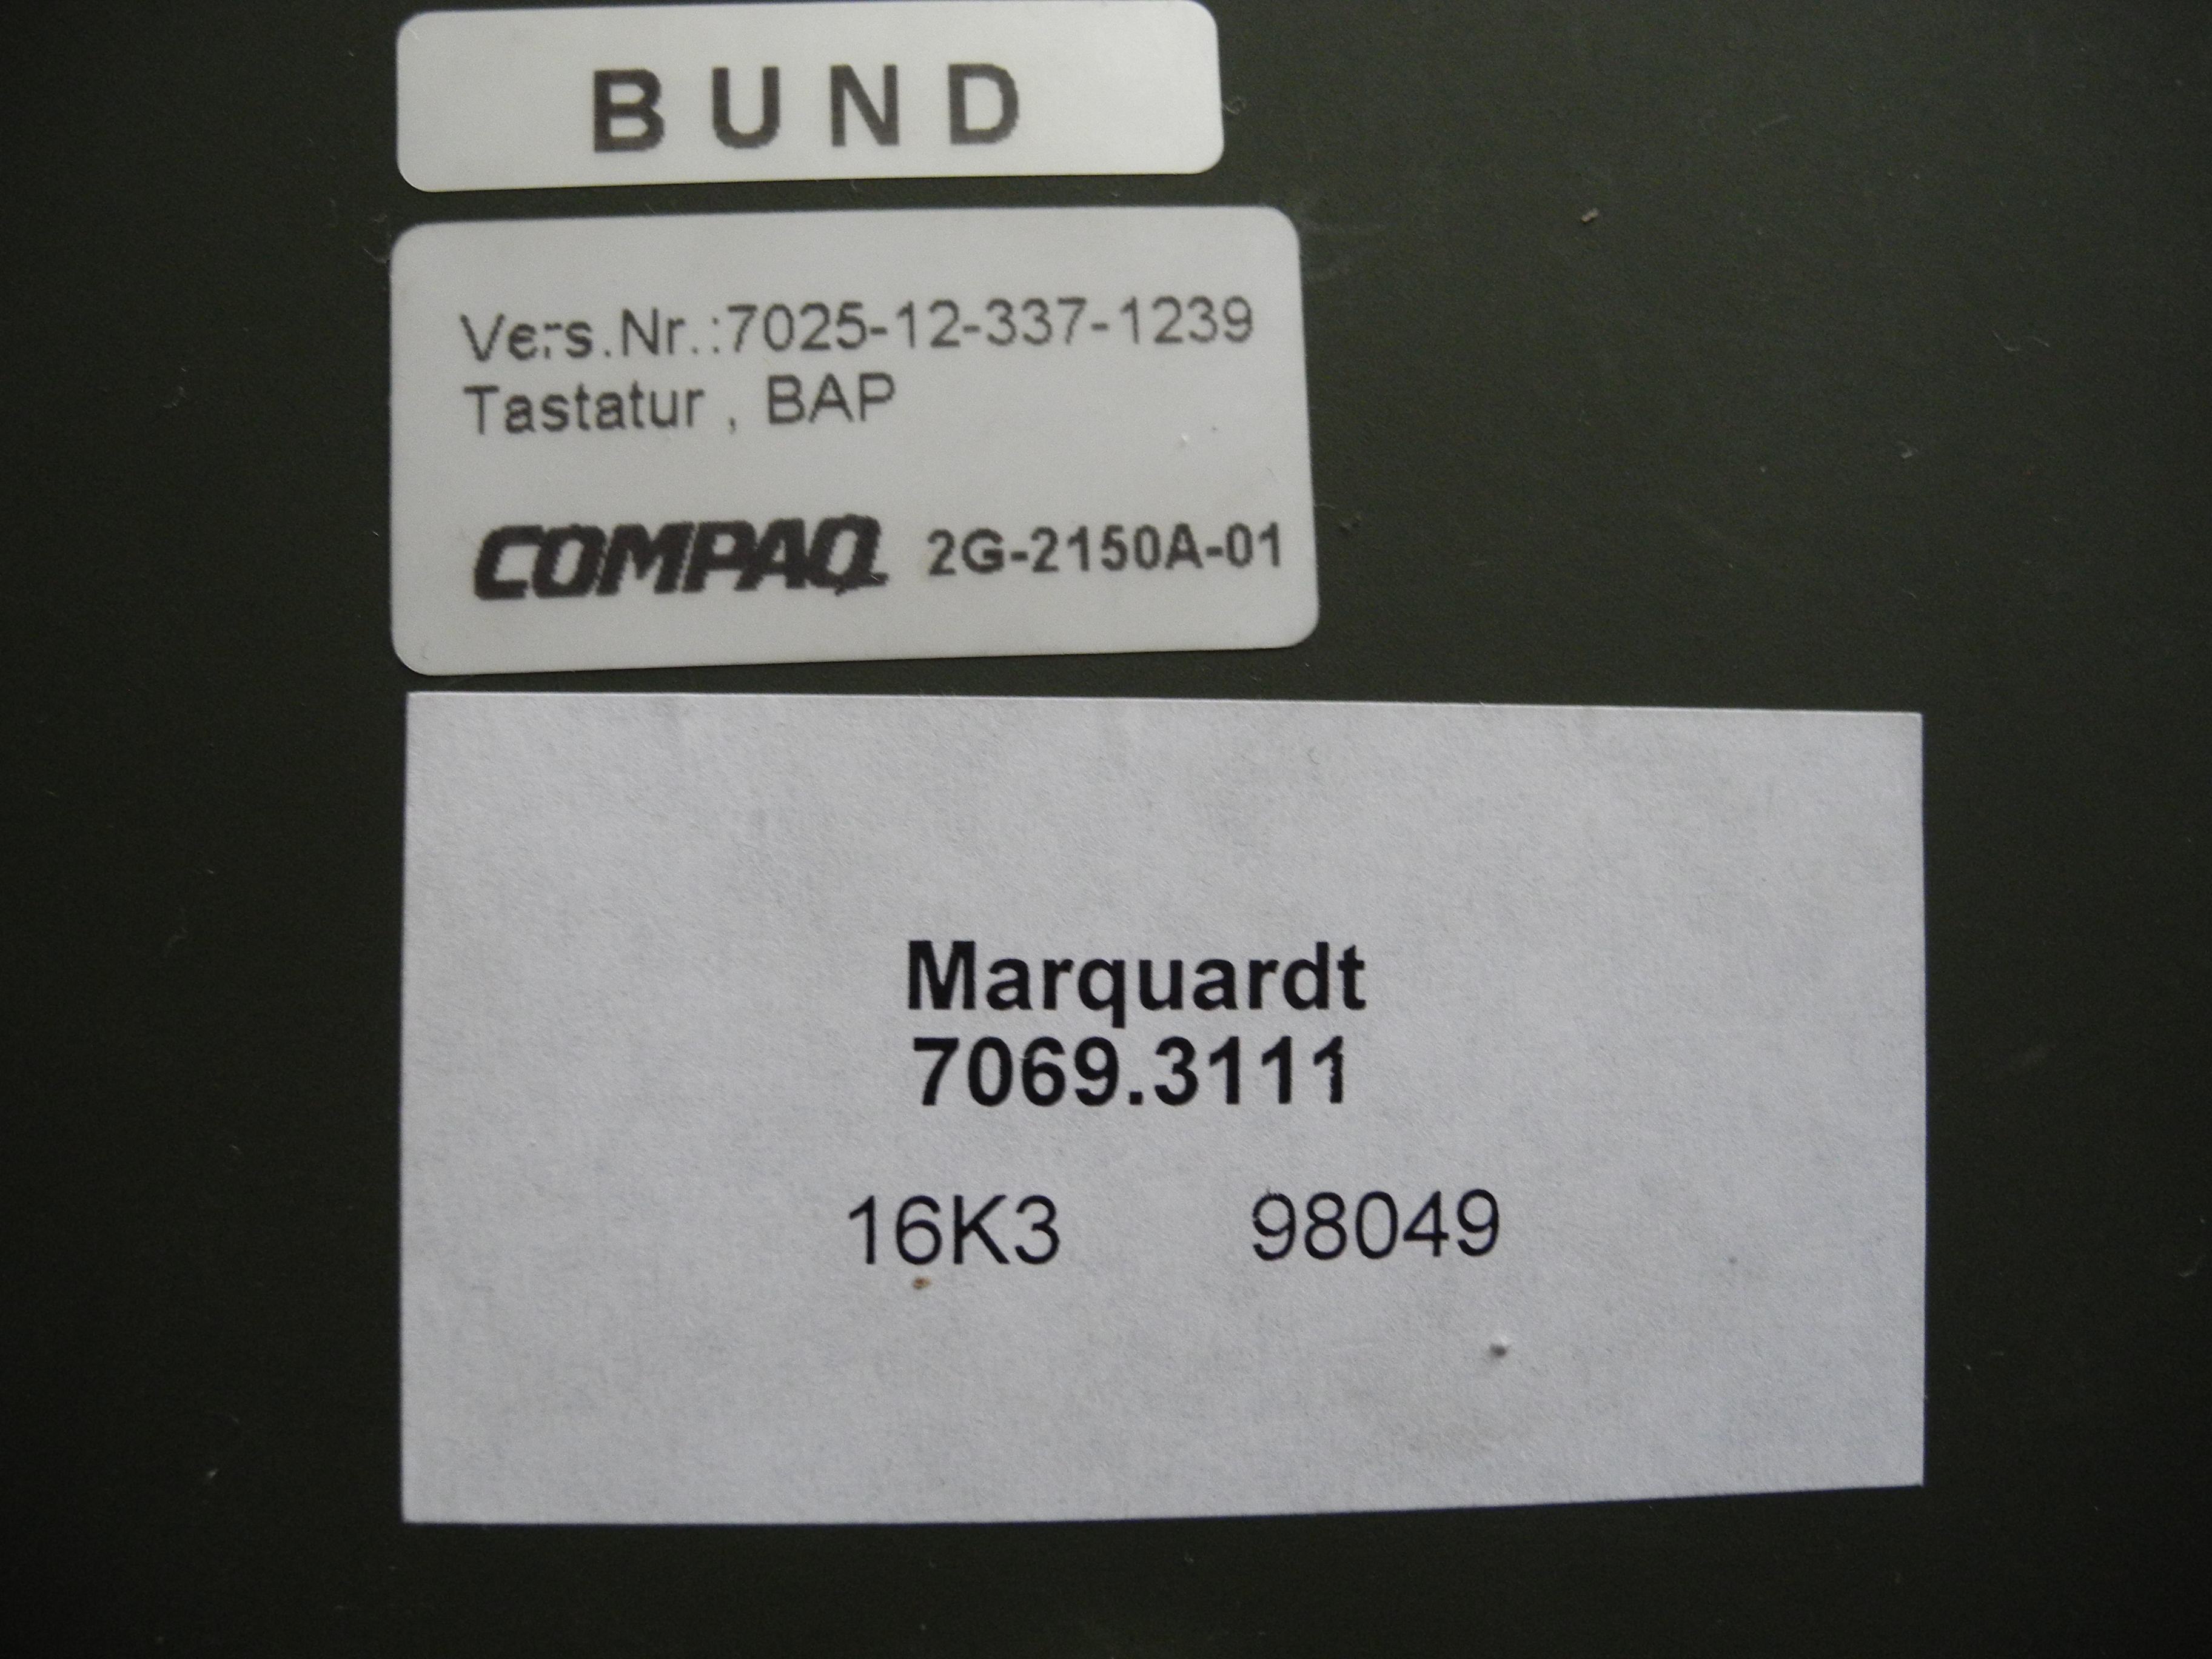 BUND
Vers.Nr.:7025-12-337-1239
Tastatur , BAP
COMPAQ 2G-2150A-01
Marquardt
7069.3111
16K3 98049